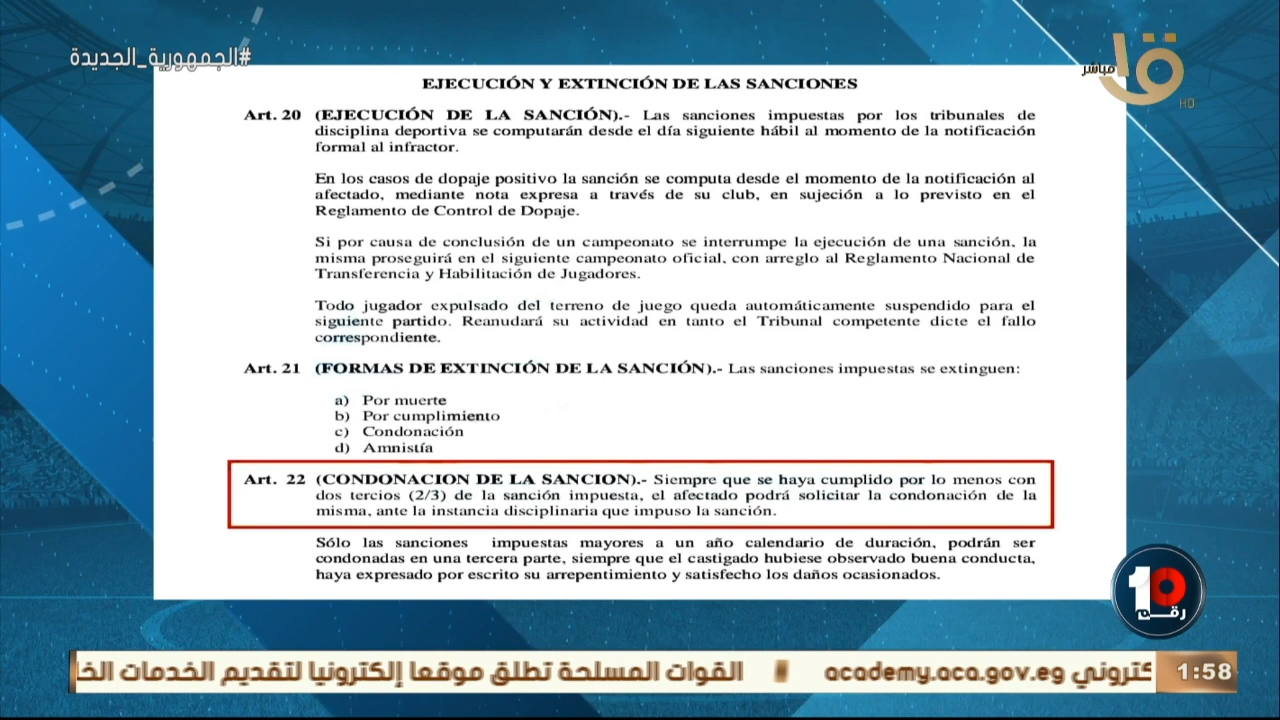 #الجمهورية_الجديدة
مباشر
HD
EJECUCIÓN Y EXTINCIÓN DE LAS SANCIONES
Art. 20 (EJECUCIÓN DE LA SANCIÓN).- Las sanciones impuestas por los tribunales de
disciplina deportiva se computarán desde el día siguiente hábil al momento de la notificación
formal al infractor.
En los casos de dopaje positivo la sanción se computa desde el momento de la notificación al
afectado, mediante nota expresa a través de su club, en sujeción a lo previsto en el
Reglamento de Control de Dopaje.
Si por causa de conclusión de un campeonato se interrumpe la ejecución de una sanción, la
misma proseguirá en el siguiente campeonato oficial, con arreglo al Reglamento Nacional de
Transferencia y Habilitación de Jugadores.
Todo jugador expulsado del terreno de juego queda automáticamente suspendido para el
siguiente partido. Reanudará su actividad en tanto el Tribunal competente dicte el fallo
correspondiente.
Art. 21 (FORMAS DE EXTINCIÓN DE LA SANCIÓN).- Las sanciones impuestas se extinguen:
a) Por muerte
b) Por cumplimiento
c) Condonación
d) Amnistía
Art. 22 (CONDONACION DE LA SANCION).- Siempre que se haya cumplido por lo menos con
dos tercios (2/3) de la sanción impuesta, el afectado podrá solicitar la condonación de la
misma, ante la instancia disciplinaria que impuso la sanción.
Sólo las sanciones impuestas mayores a un año calendario de duración, podrán ser
condonadas en una tercera parte, siempre que el castigado hubiese observado buena conducta,
haya expresado por escrito su arrepentimiento y satisfecho los daños ocasionados.
10
رقم
كتروني academy.aca.gov.eg القوات المسلحة تطلق موقعا إلكترونيا لتقديم الخدمات الخا
1:58